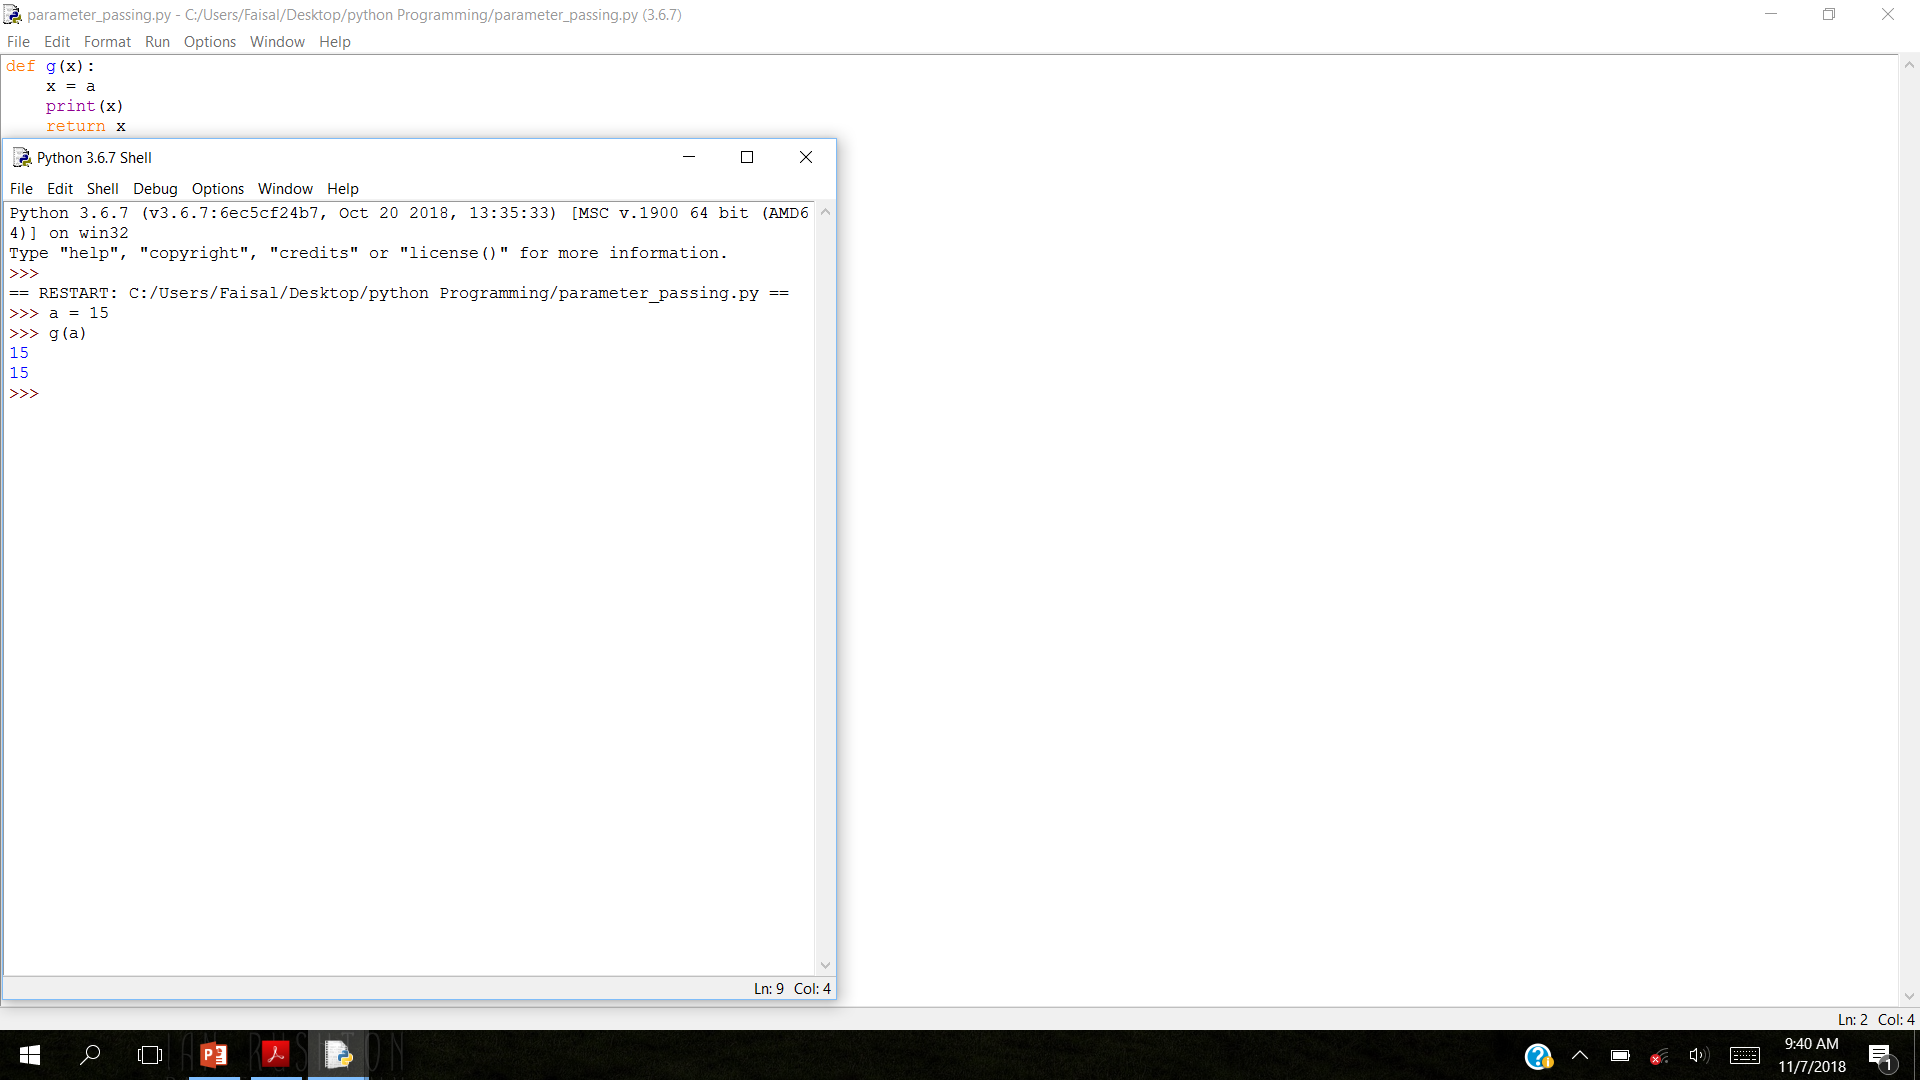 parameter_passing.py - C:/Users/Faisal/Desktop/python Programming/parameter_passing.py (3.6.7)
File Edit Format Run Options Window Help
def g(x):
    x = a
    print(x)
    return x
Python 3.6.7 Shell
File Edit Shell Debug Options Window Help
Python 3.6.7 (v3.6.7:6ec5cf24b7, Oct 20 2018, 13:35:33) [MSC v.1900 64 bit (AMD6
4)] on win32
Type "help", "copyright", "credits" or "license()" for more information.
>>>
== RESTART: C:/Users/Faisal/Desktop/python Programming/parameter_passing.py ==
>>> a = 15
>>> g(a)
15
15
>>>
Ln: 9 Col: 4
Ln: 2 Col: 4
9:40 AM
11/7/2018
1